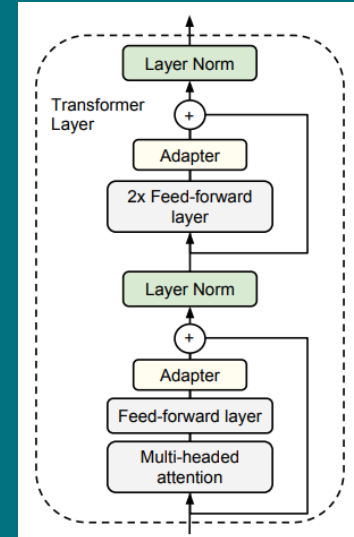 Layer Norm
Transformer
Layer
+
Adapter
2x Feed-forward
layer
Layer Norm
+
Adapter
Feed-forward layer
Multi-headed
attention